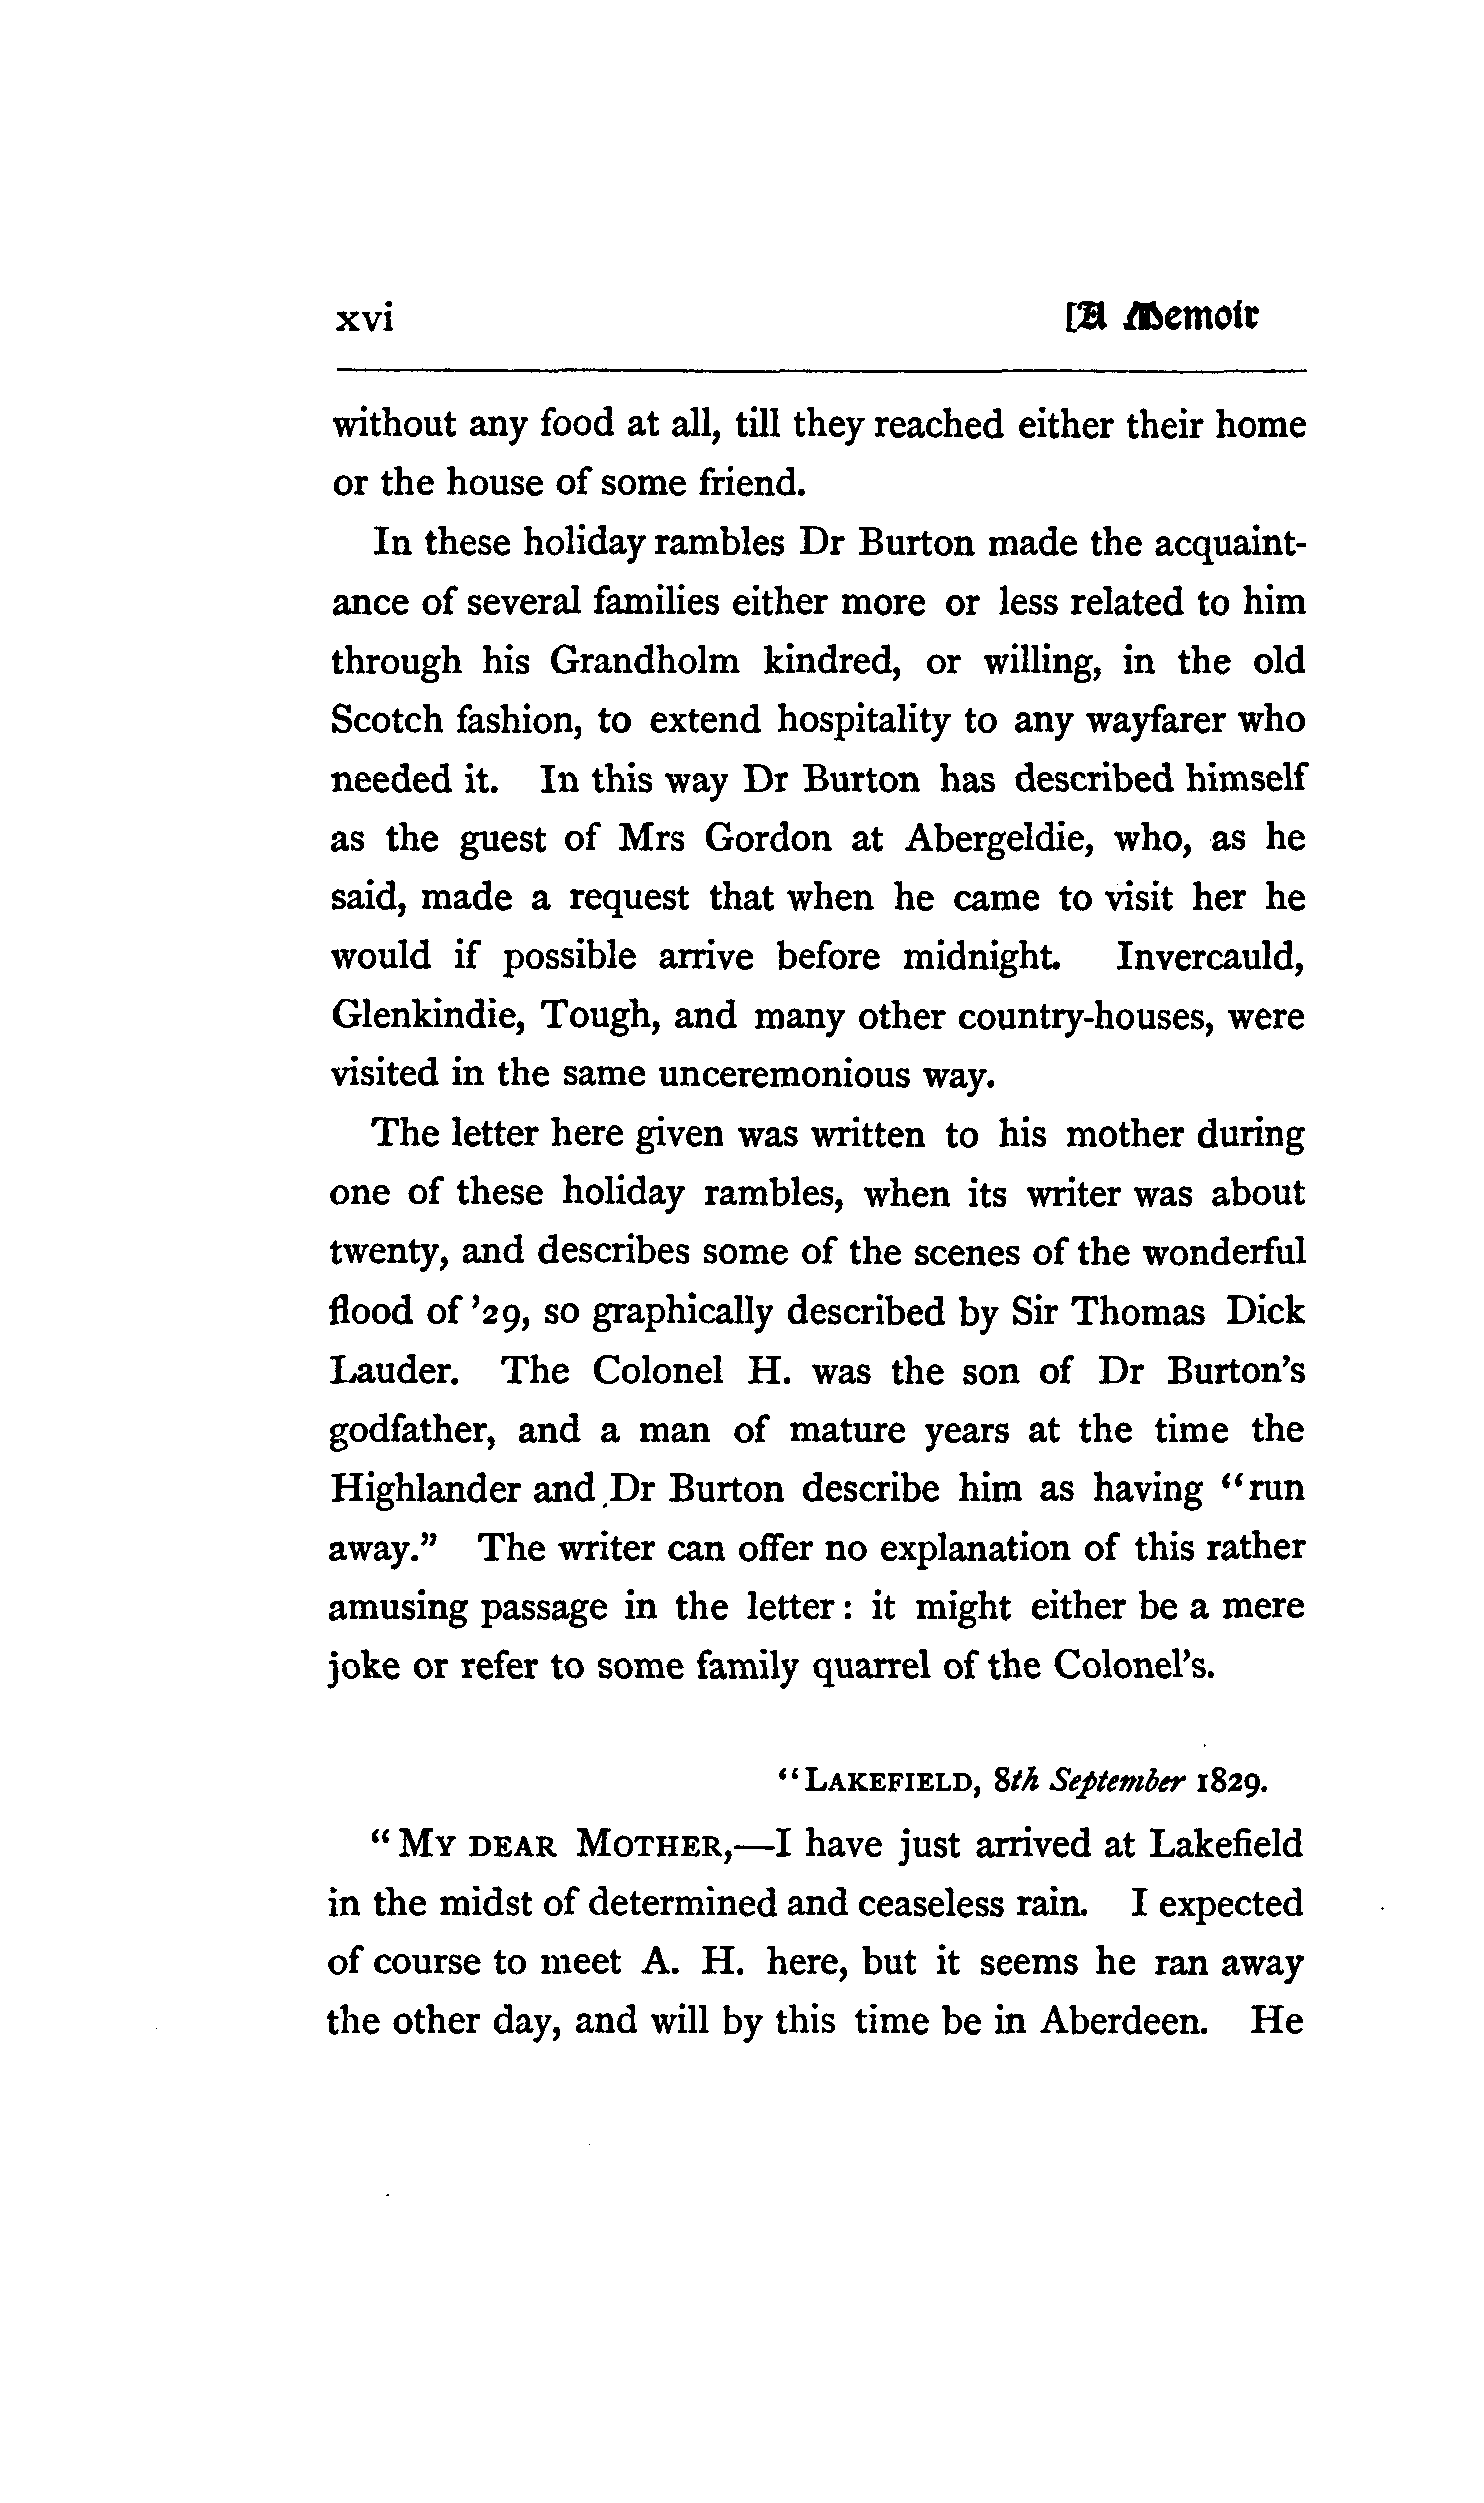 xvi [A Memoir
without any food at all, till they reached either their home
or the house of some friend.
In these holiday rambles Dr Burton made the acquaint-
ance of several families either more or less related to him
through his Grandholm kindred, or willing, in the old
Scotch fashion, to extend hospitality to any wayfarer who
needed it. In this way Dr Burton has described himself
as the guest of Mrs Gordon at Abergeldie, who, as he
said, made a request that when he came to visit her he
would if possible arrive before midnight. Invercauld,
Glenkindie, Tough, and many other country-houses, were
visited in the same unceremonious way.
The letter here given was written to his mother during
one of these holiday rambles, when its writer was about
twenty, and describes some of the scenes of the wonderful
flood of ’29, so graphically described by Sir Thomas Dick
Lauder. The Colonel H. was the son of Dr Burton’s
godfather, and a man of mature years at the time the
Highlander and Dr Burton describe him as having “run
away.” The writer can offer no explanation of this rather
amusing passage in the letter: it might either be a mere
joke or refer to some family quarrel of the Colonel’s.
“LAKEFIELD, 8th September 1829.
“MY DEAR MOTHER,—I have just arrived at Lakefield
in the midst of determined and ceaseless rain. I expected
of course to meet A. H. here, but it seems he ran away
the other day, and will by this time be in Aberdeen. He